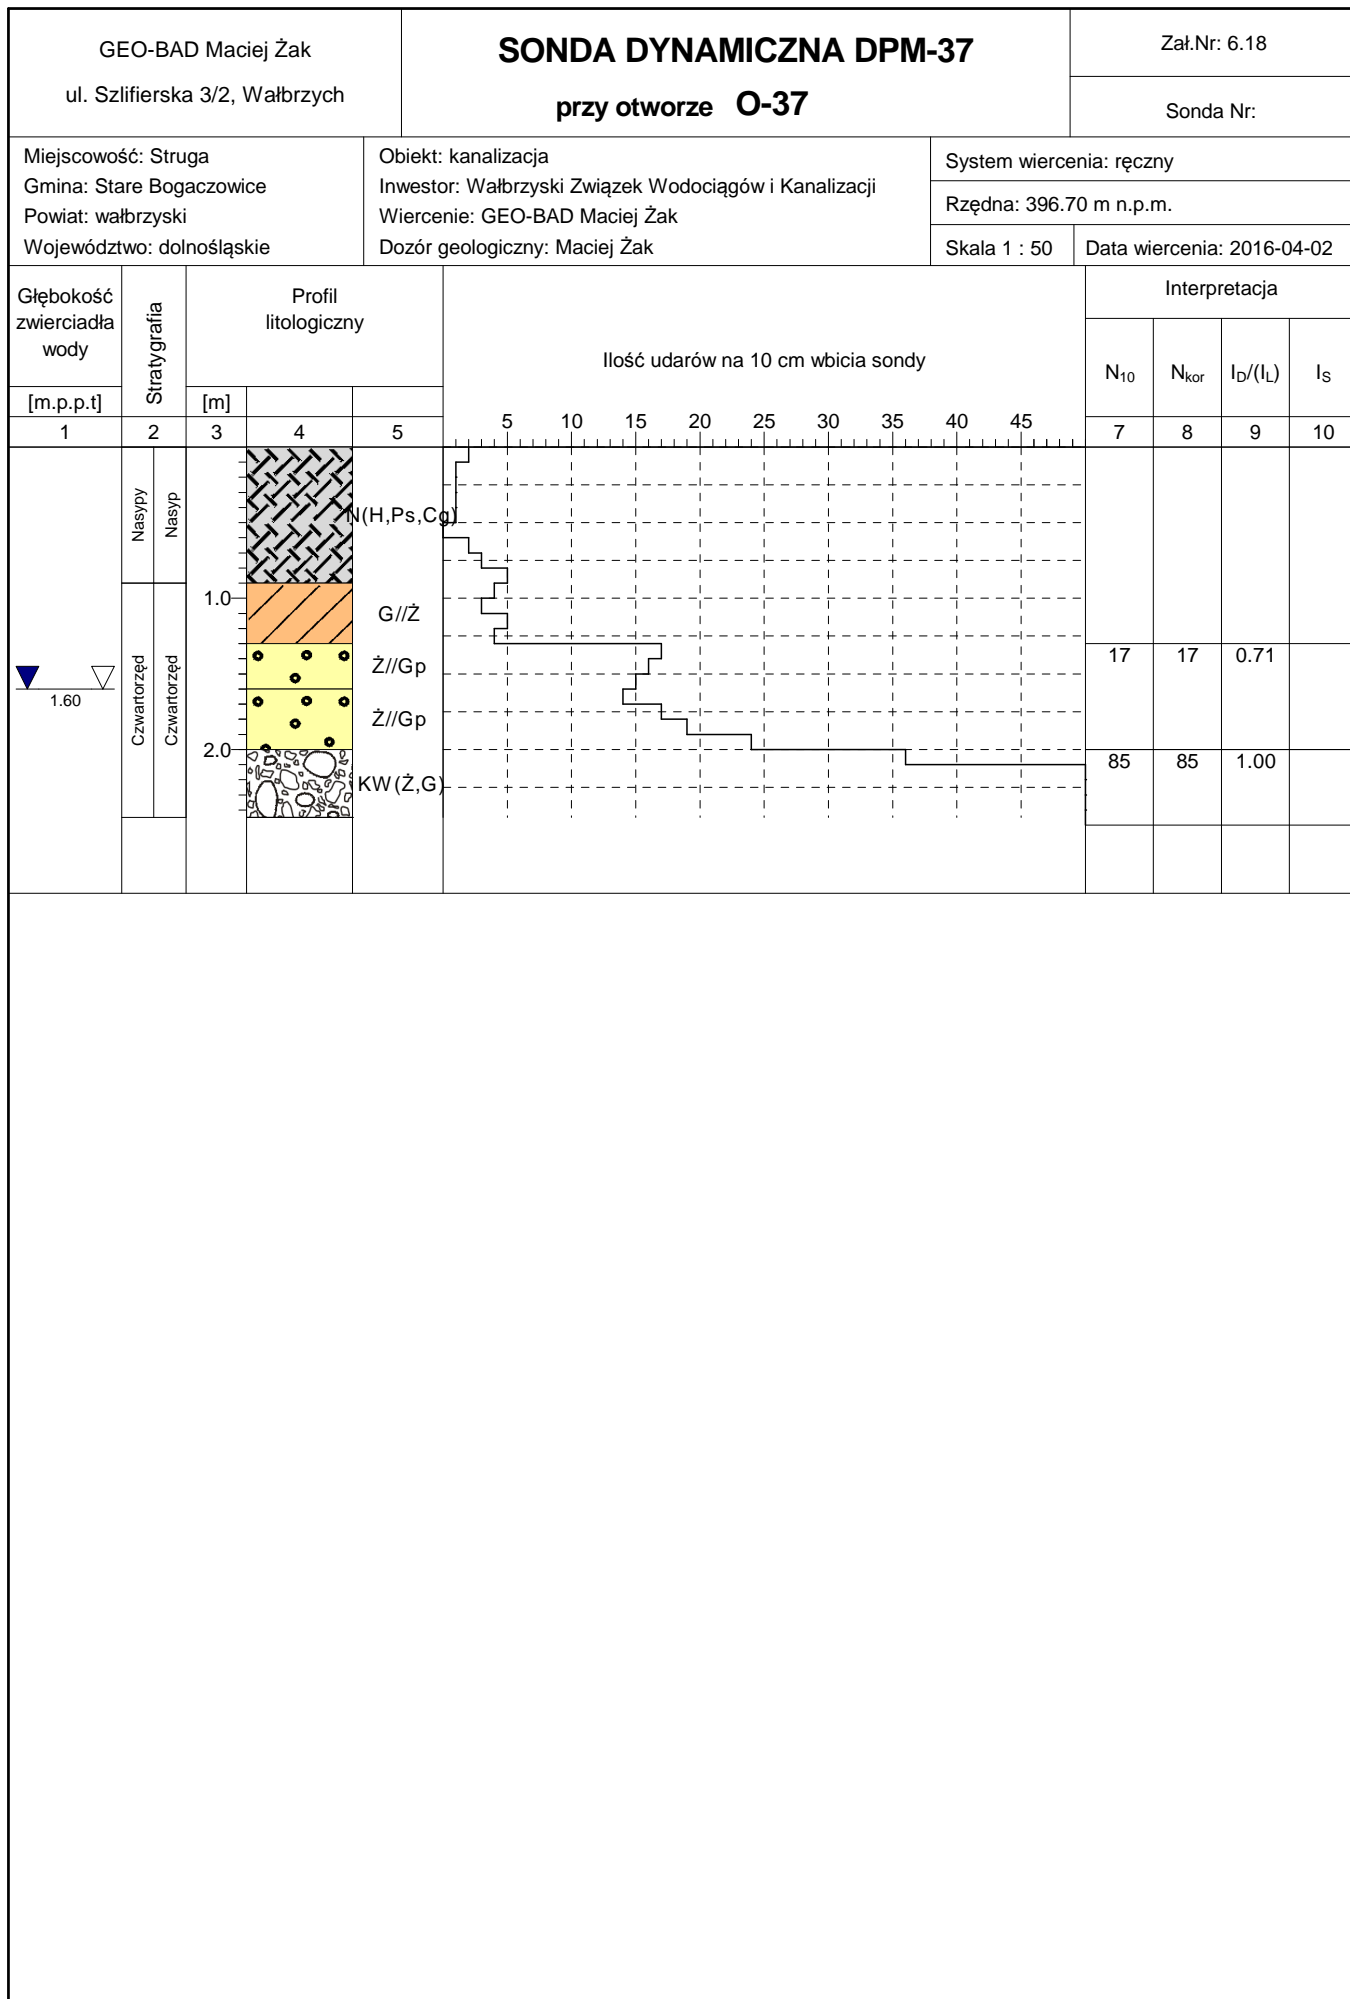 GEO-BAD Maciej Żak
ul. Szlifierska 3/2, Wałbrzych
SONDA DYNAMICZNA DPM-37
przy otworze O-37
Zał.Nr: 6.18
Sonda Nr:
Miejscowość: Struga
Gmina: Stare Bogaczowice
Powiat: wałbrzyski
Województwo: dolnośląskie
Obiekt: kanalizacja
Inwestor: Wałbrzyski Związek Wodociągów i Kanalizacji
Wiercenie: GEO-BAD Maciej Żak
Dozór geologiczny: Maciej Żak
System wiercenia: ręczny
Rzędna: 396.70 m n.p.m.
Skala 1 : 50
Data wiercenia: 2016-04-02
Głębokość
zwierciadła
wody
[m.p.p.t]
Stratygrafia
Profil
litologiczny
[m]
Ilość udarów na 10 cm wbicia sondy
Interpretacja
N10
Nkor
ID/(IL)
IS
5 10 15 20 25 30 35 40 45
1 2 3 4 5 7 8 9 10
Nasypy
Nasyp
N(H,Ps,Cg)
1.0
G//Ż
Czwartorzęd
Czwartorzęd
Ż//Gp
17 17 0.71
1.60
Ż//Gp
2.0
85 85 1.00
KW(Ż,G)